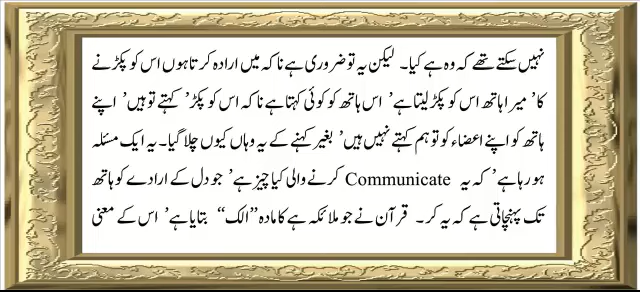 نہیں سکتے تھے کہ وہ ہے کیا۔ لیکن یہ تو ضروری ہے نا کہ میں ارادہ کرتا ہوں اس کو پکڑنے
کا' میرا ہاتھ اس کو پکڑ لیتا ہے' اس ہاتھ کو کوئی کہتا ہے نا کہ اس کو پکڑ' کہتے تو ہیں' اپنے
ہاتھ کو اپنے اعضاء کو تو ہم کہتے نہیں ہیں' بغیر کہنے کے یہ وہاں کیوں چلا گیا۔ یہ ایک مسئلہ
ہو رہا ہے' کہ یہ Communicate کرنے والی کیا چیز ہے' جو دل کے ارادے کو ہاتھ
تک پہنچاتی ہے کہ یہ کر۔ قرآن نے جو ملائکہ ہے کا مادہ ”الک“ بتایا ہے' اس کے معنی